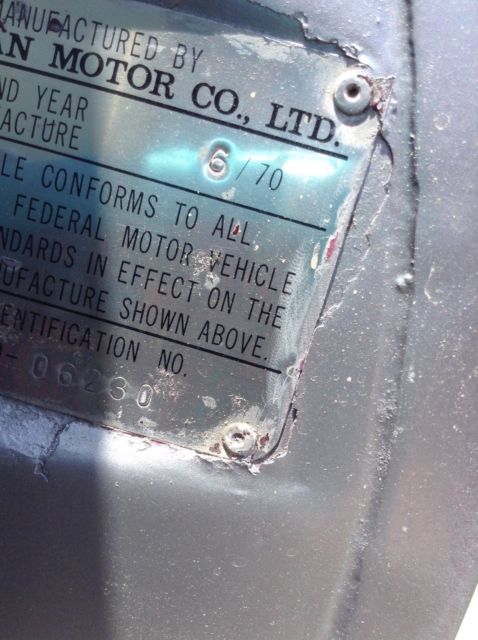 MANUFACTURED BY
AN MOTOR CO., LTD.
ND YEAR
ACTURE
6/70
LE CONFORMS TO ALL
FEDERAL MOTOR VEHICLE
NDARDS IN EFFECT ON THE
NUFACTURE SHOWN ABOVE.
ENTIFICATION NO.
-06230